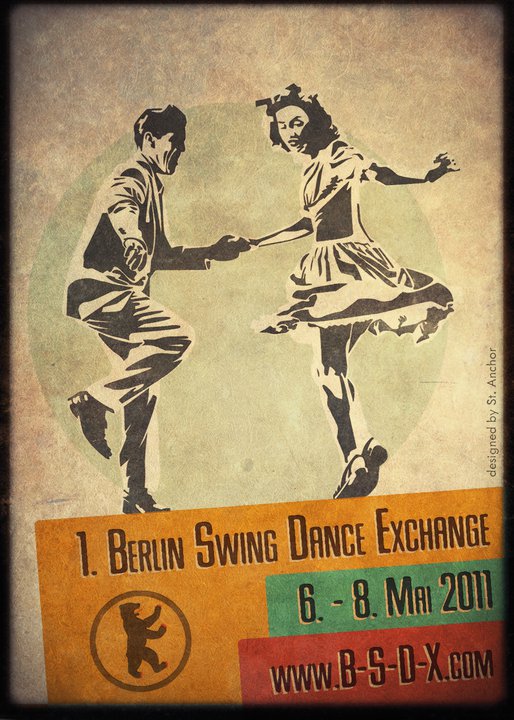 designed by St. Anchor
1. Berlin Swing Dance Exchange
6. - 8. Mai 2011
www.B-S-D-X.com